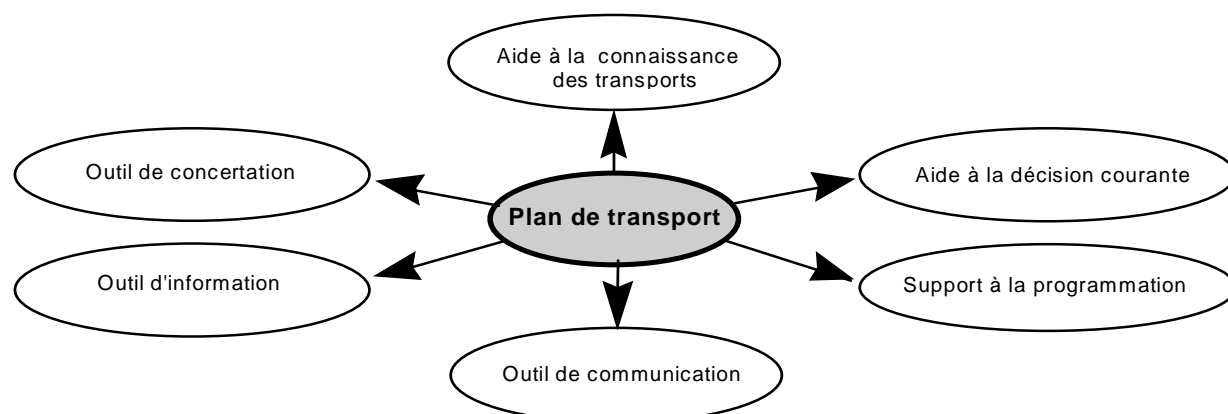 Aide à la connaissance
des transports
Outil de concertation
Aide à la décision courante
Plan de transport
Outil d'information
Support à la programmation
Outil de communication